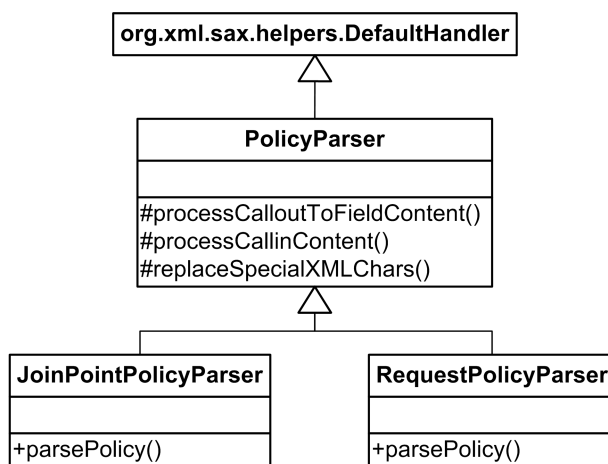 org.xml.sax.helpers.DefaultHandler
PolicyParser
#processCalloutToFieldContent()
#processCallinContent()
#replaceSpecialXMLChars()
JoinPointPolicyParser
RequestPolicyParser
+parsePolicy()
+parsePolicy()